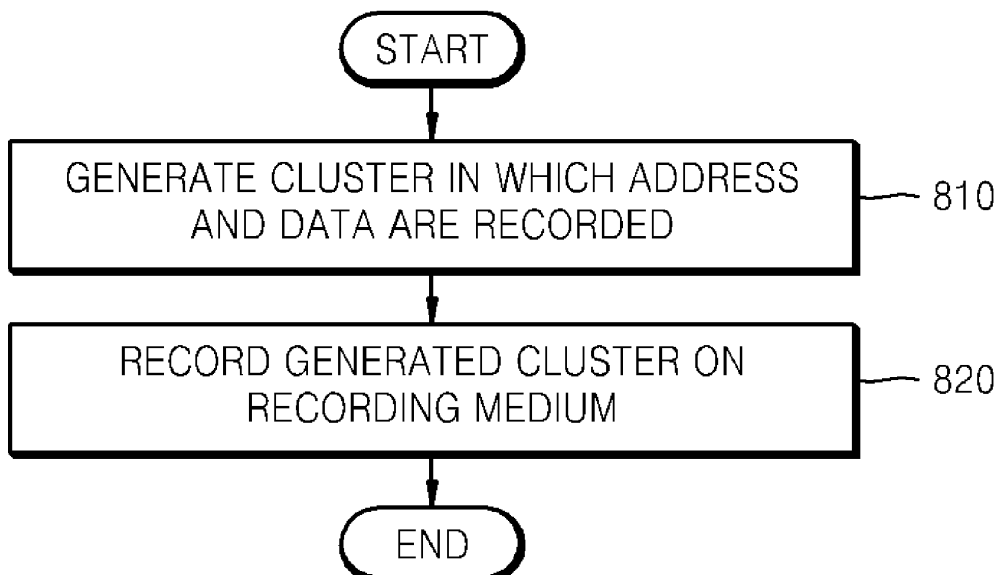 START
GENERATE CLUSTER IN WHICH ADDRESS
AND DATA ARE RECORDED
810
RECORD GENERATED CLUSTER ON
RECORDING MEDIUM
820
END